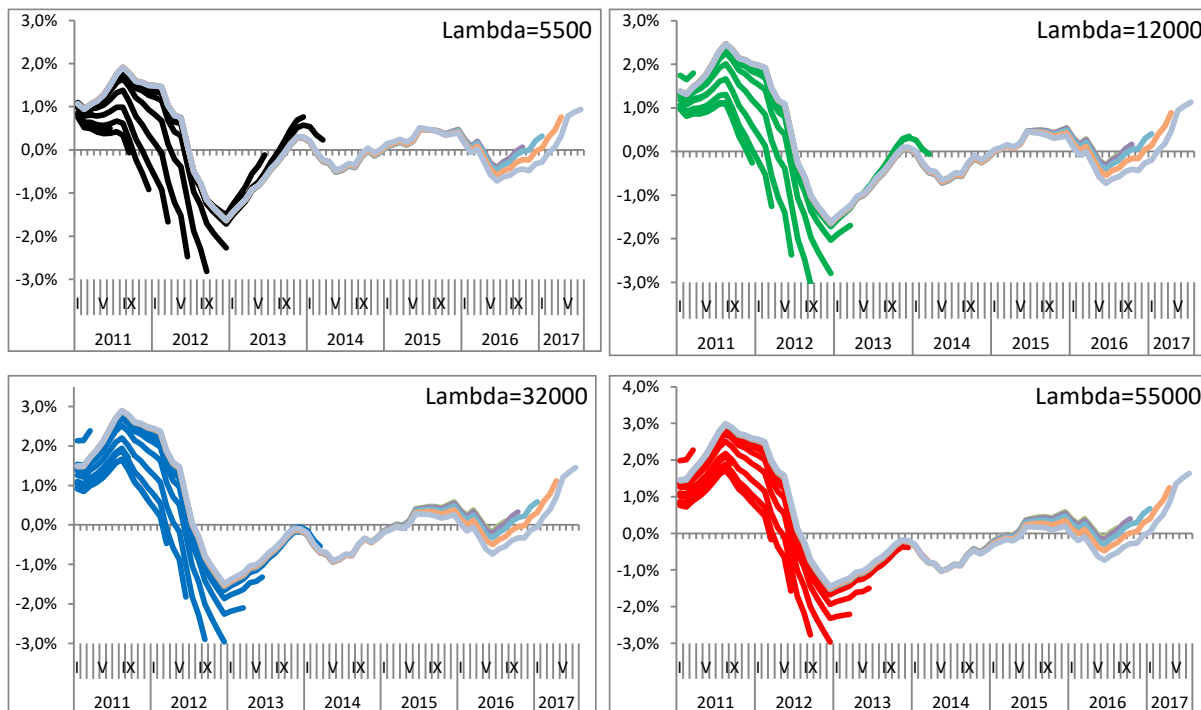 Lambda=5500
3,0%
2,0%
1,0%
0,0%
-1,0%
-2,0%
-3,0%
I V IX I V IX I V IX I V IX I V IX I V IX I V
2011 2012 2013 2014 2015 2016 2017
Lambda=12000
3,0%
2,0%
1,0%
0,0%
-1,0%
-2,0%
-3,0%
I V IX I V IX I V IX I V IX I V IX I V IX I V
2011 2012 2013 2014 2015 2016 2017
Lambda=32000
3,0%
2,0%
1,0%
0,0%
-1,0%
-2,0%
-3,0%
I V IX I V IX I V IX I V IX I V IX I V IX I V
2011 2012 2013 2014 2015 2016 2017
Lambda=55000
4,0%
3,0%
2,0%
1,0%
0,0%
-1,0%
-2,0%
-3,0%
I V IX I V IX I V IX I V IX I V IX I V IX I V
2011 2012 2013 2014 2015 2016 2017